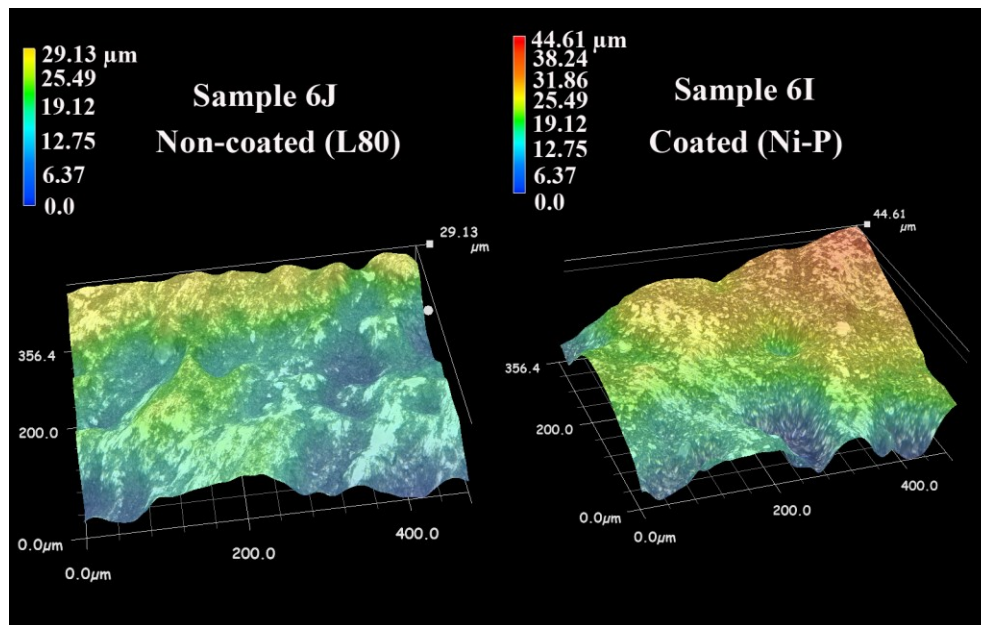 29.13 µm
25.49
19.12
12.75
6.37
0.0
Sample 6J
Non-coated (L80)
44.61 µm
38.24
31.86
25.49
19.12
12.75
6.37
0.0
Sample 6I
Coated (Ni-P)
29.13
µm
356.4
200.0
0.0µm
0.0µm
200.0
400.0
44.61
µm
356.4
200.0
0.0µm
0.0µm
200.0
400.0